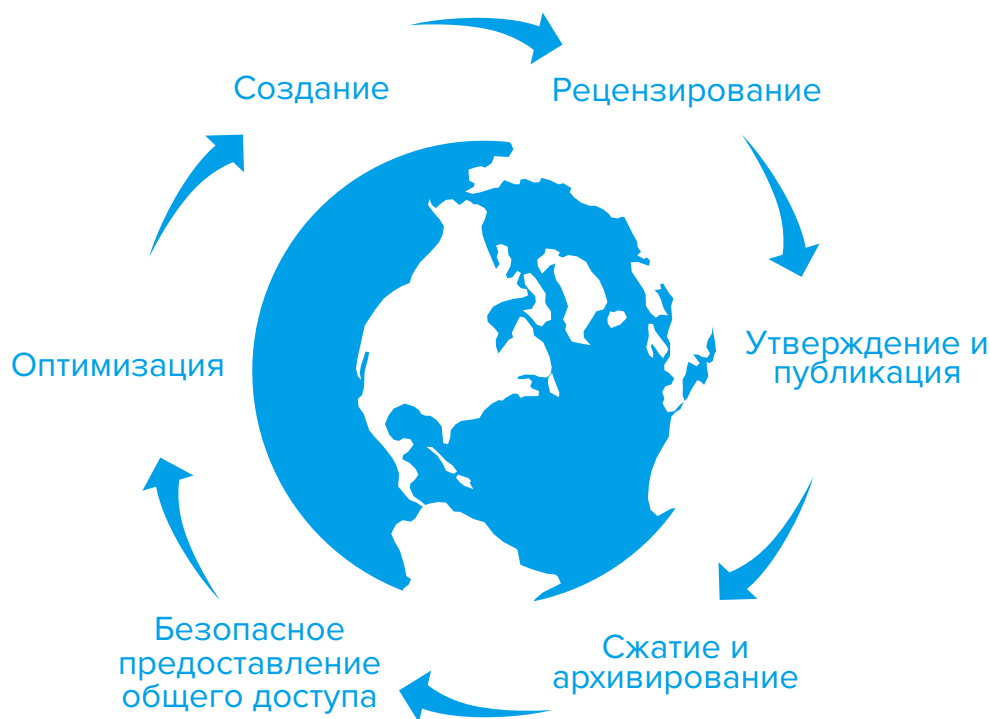 Создание
Рецензирование
Утверждение и
публикация
Сжатие и
архивирование
Безопасное
предоставление
общего доступа
Оптимизация